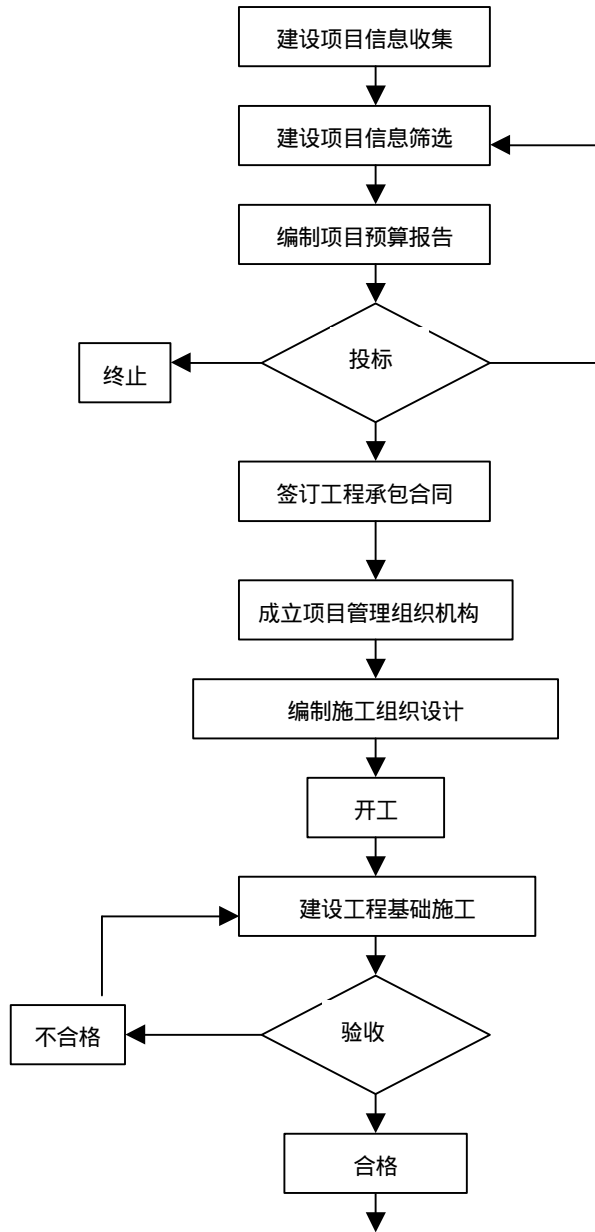 建设项目信息收集
建设项目信息筛选
编制项目预算报告
投标
终止
签订工程承包合同
成立项目管理组织机构
编制施工组织设计
开工
建设工程基础施工
验收
不合格
合格